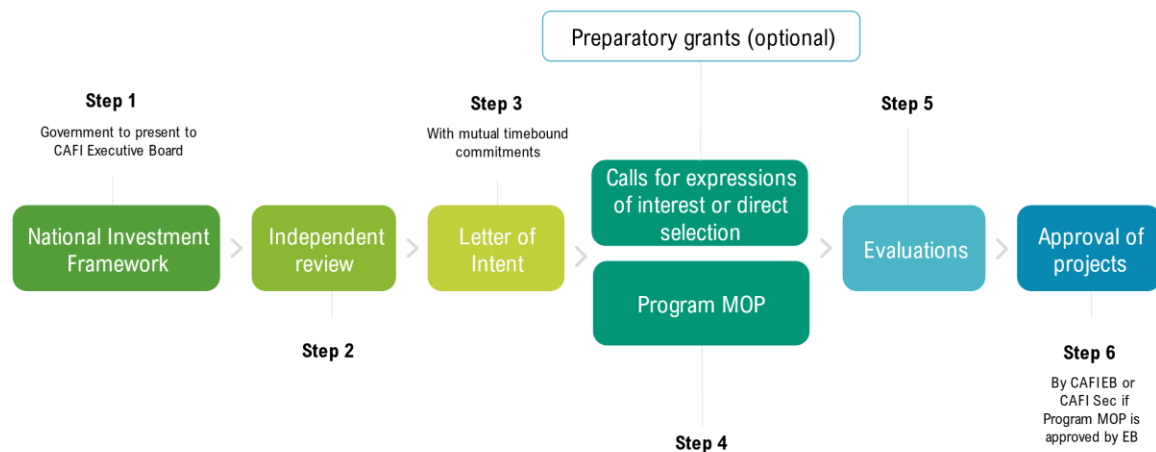 Preparatory grants (optional)
Step 1
Government to present to
CAFI Executive Board
National Investment
Framework
Independent
review
Step 2
Step 3
With mutual timebound
commitments
Letter of
Intent
Calls for expressions
of interest or direct
selection
Program MOP
Step 4
Step 5
Evaluations
Approval of
projects
Step 6
By CAFIEB or
CAFI Sec if
Program MOP is
approved by EB